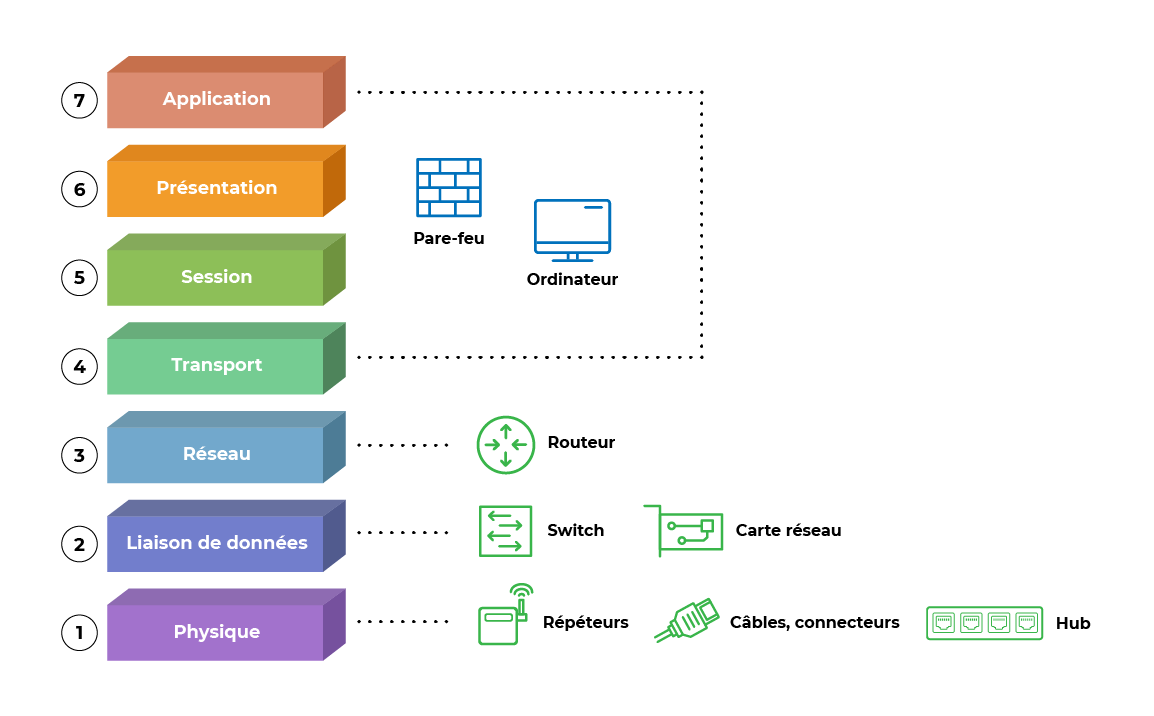 7
Application
6
Présentation
Pare-feu
Ordinateur
5
Session
4
Transport
3
Réseau
Routeur
2
Liaison de données
Switch
Carte réseau
1
Physique
Répéteurs
Câbles, connecteurs
Hub